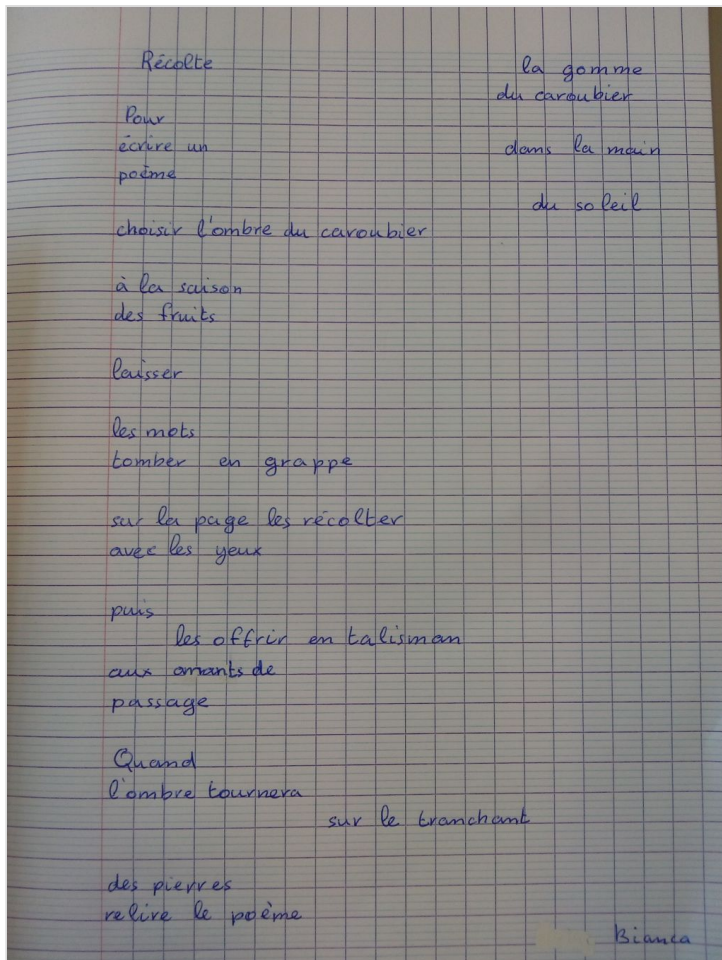 Récolte
Pour
écrire un
poème
choisir l'ombre du caroubier
à la saison
des fruits
laisser
les mots
tomber en grappe
sur la page les récolter
avec les yeux
puis
les offrir en talisman
aux amants de
passage
Quand
l'ombre tournera
sur le tranchant
des pierres
relire le poème
la gomme
du caroubier
dans la main
du soleil
Bianca